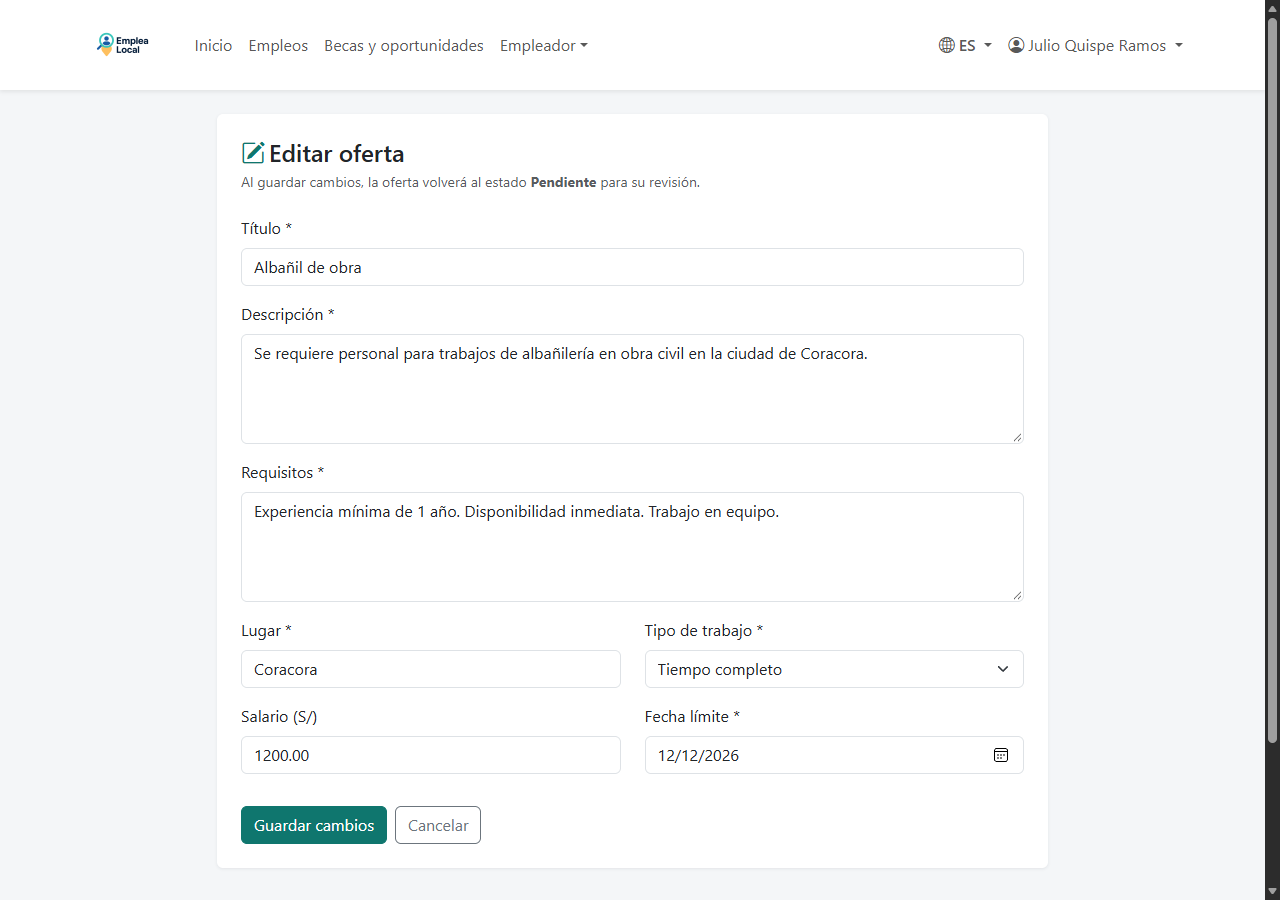 Emplea
Local
Inicio
Empleos
Becas y oportunidades
Empleador
ES
Julio Quispe Ramos
Editar oferta
Al guardar cambios, la oferta volverá al estado Pendiente para su revisión.
Título *
Albañil de obra
Descripción *
Se requiere personal para trabajos de albañilería en obra civil en la ciudad de Coracora.
Requisitos *
Experiencia mínima de 1 año. Disponibilidad inmediata. Trabajo en equipo.
Lugar *
Coracora
Tipo de trabajo *
Tiempo completo
Salario (S/)
1200.00
Fecha límite *
12/12/2026
Guardar cambios
Cancelar